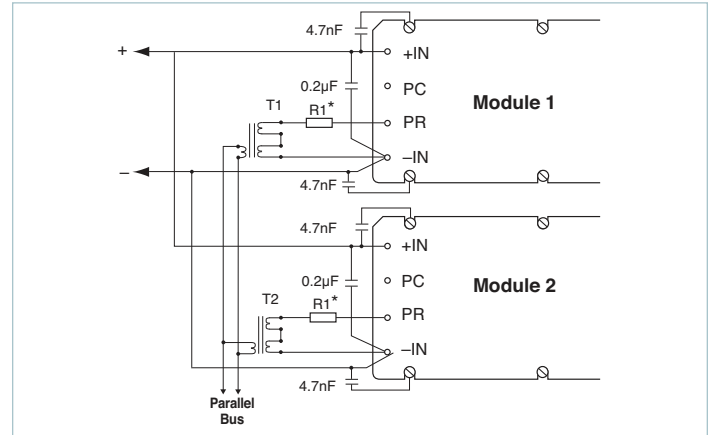 4.7nF
+
+IN
0.2µF
PC
Module 1
T1
R1*
PR
–
–IN
4.7nF
4.7nF
+IN
0.2µF
PC
Module 2
T2
R1*
PR
–IN
4.7nF
Parallel
Bus